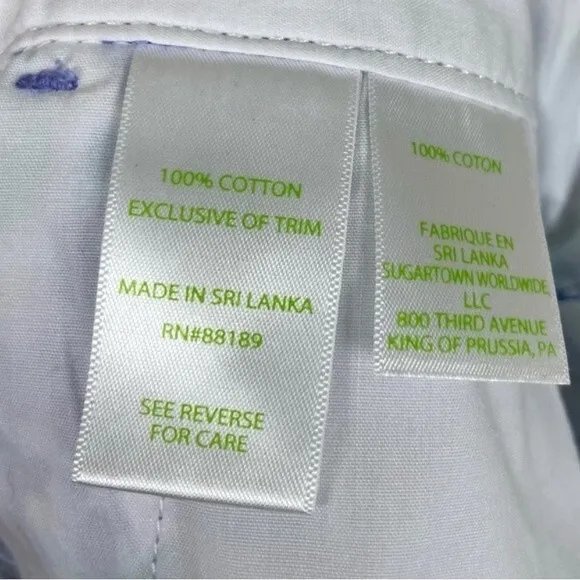 100% COTTON
EXCLUSIVE OF TRIM
MADE IN SRI LANKA
RN#88189
SEE REVERSE
FOR CARE
100% COTON
FABRIQUE EN
SRI LANKA
SUGARTOWN WORLDWIDE,
LLC
800 THIRD AVENUE
KING OF PRUSSIA, PA